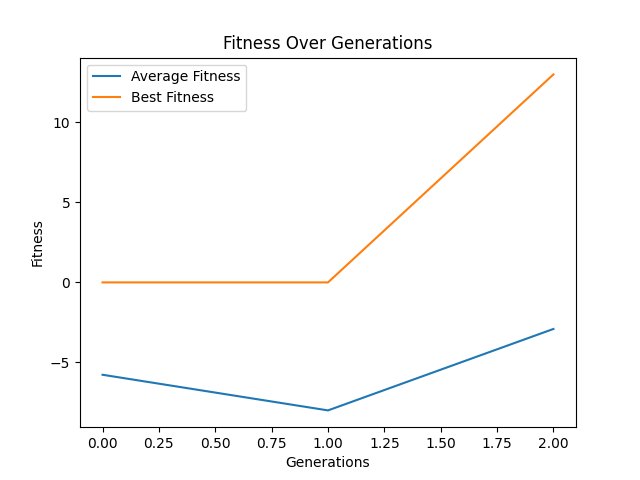 Fitness Over Generations
Average Fitness
Best Fitness
10
5
0
−5
Fitness
0.00 0.25 0.50 0.75 1.00 1.25 1.50 1.75 2.00
Generations